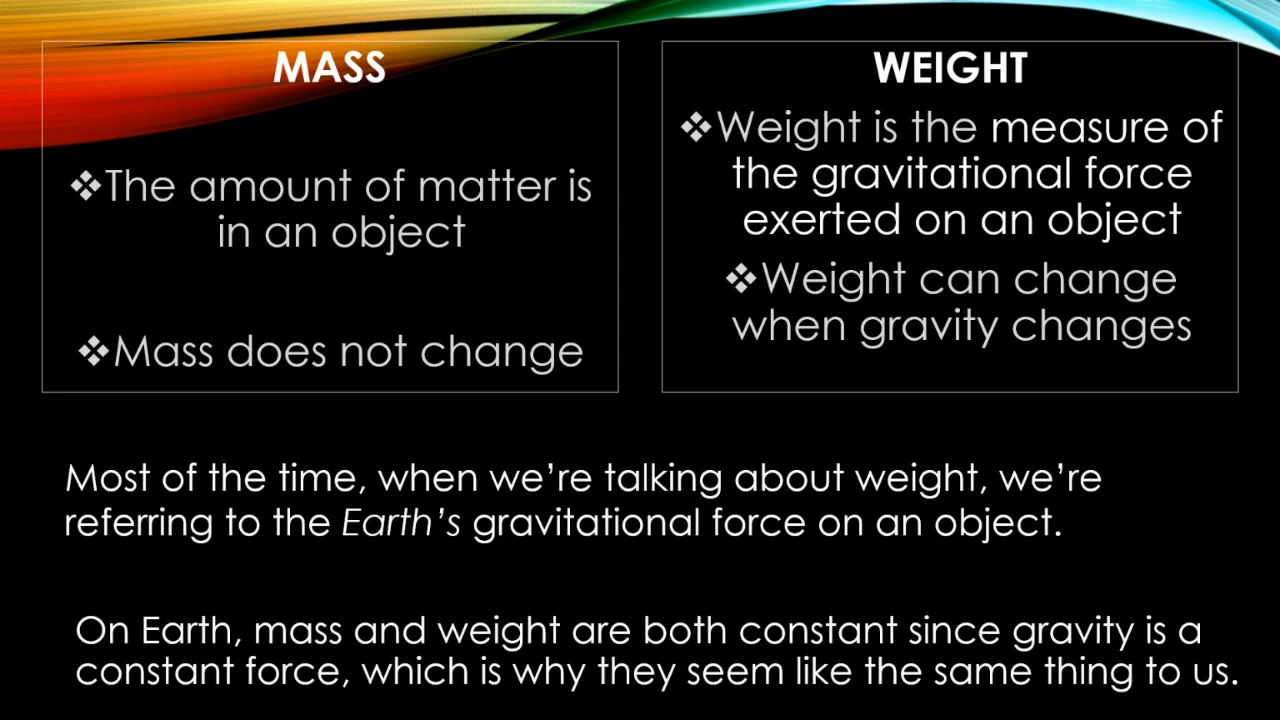 MASS
❖The amount of matter is
in an object
❖Mass does not change
WEIGHT
❖Weight is the measure of
the gravitational force
exerted on an object
❖Weight can change
when gravity changes
Most of the time, when we’re talking about weight, we’re
referring to the Earth’s gravitational force on an object.
On Earth, mass and weight are both constant since gravity is a
constant force, which is why they seem like the same thing to us.